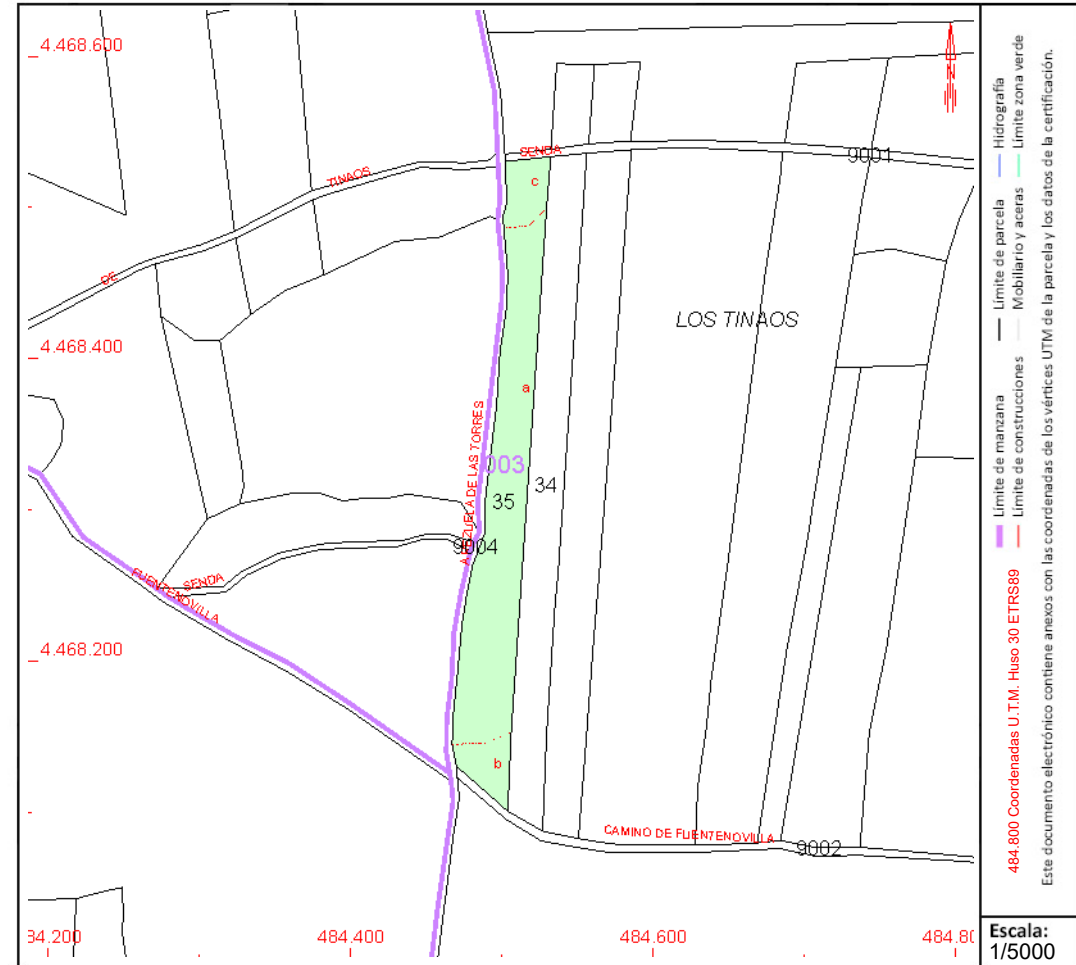 4.468.600
SENDA
9001
TINAOS
c
DE
LOS TINAOS
4.468.400
a
003
34
35
9004
SENDA
FUENTENOVILLA
4.468.200
b
CAMINO DE FUENTENOVILLA
9002
484.400
484.600
N
Límite de manzana
Límite de parcela
Hidrografía
484.800 Coordenadas U.T.M. Huso 30 ETRS89
Límite de construcciones
Mobiliario y aceras
Límite zona verde
Este documento electrónico contiene anexos con las coordenadas de los vértices UTM de la parcela y los datos de la certificación.
Escala:
1/5000
DE LAS TORRES
84.200
484.80